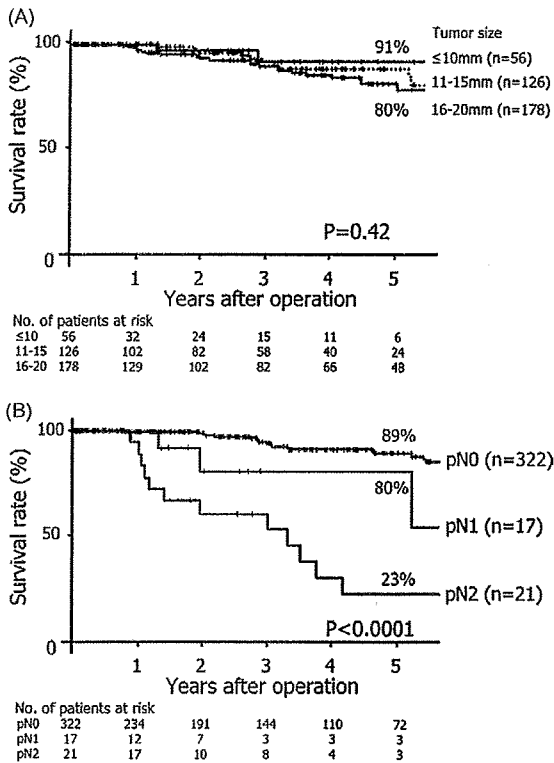 (A)
Survival rate (%)
100
50
0
91%
80%
Tumor size
≤10mm (n=56)
11-15mm (n=126)
16-20mm (n=178)
P=0.42
1 2 3 4 5
Years after operation
No. of patients at risk
≤10 56 32 24 15 11 6
11-15 126 102 82 58 40 24
16-20 178 129 102 82 66 48
(B)
Survival rate (%)
100
50
0
89%
pN0 (n=322)
80%
pN1 (n=17)
23%
pN2 (n=21)
P<0.0001
1 2 3 4 5
Years after operation
No. of patients at risk
pN0 322 234 191 144 110 72
pN1 17 12 7 3 3 3
pN2 21 17 10 8 4 3